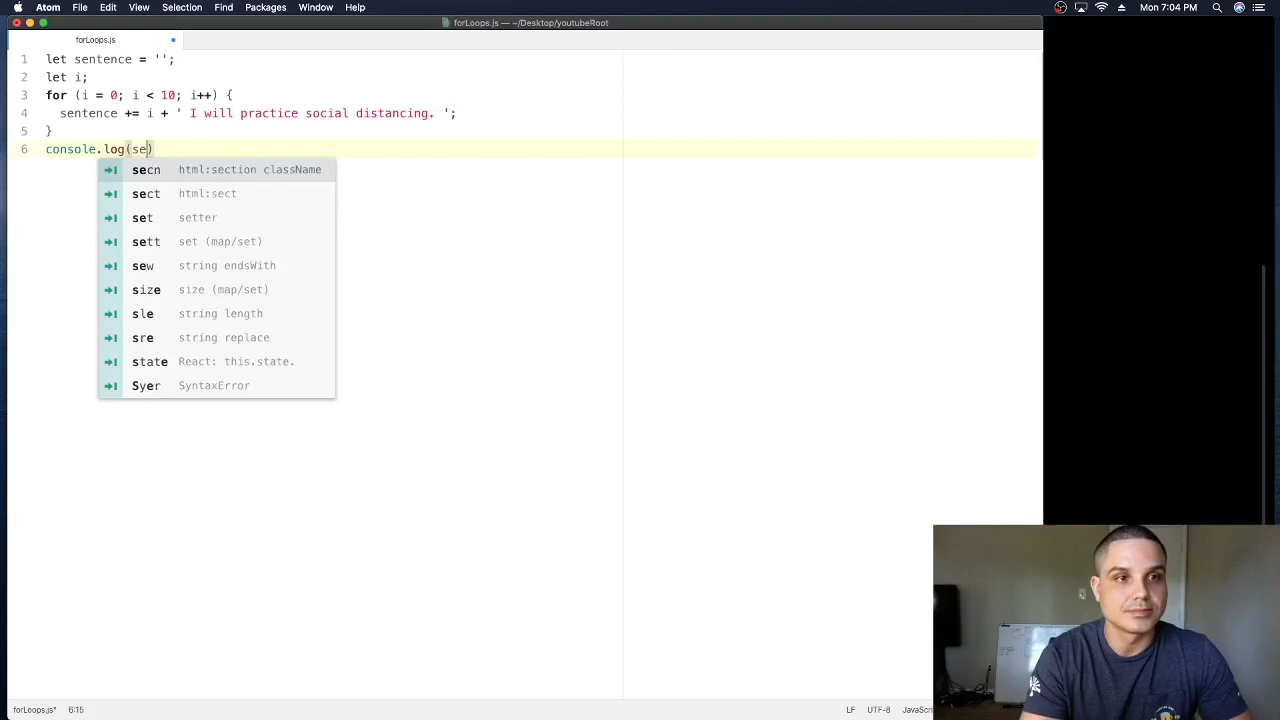 Atom File Edit View Selection Find Packages Window Help Mon 7:04 PM
forLoops.js — ~/Desktop/youtubeRoot
forLoops.js
1 let sentence = '';
2 let i;
3 for (i = 0; i < 10; i++) {
4 sentence += i + ' I will practice social distancing. ';
5 }
6 console.log(se)
secn html:section className
sect html:sect
set setter
sett set (map/set)
sew string endsWith
size size (map/set)
sle string length
sre string replace
state React: this.state.
Syer SyntaxError
forLoops.js* 6:15 LF UTF-8 JavaScri